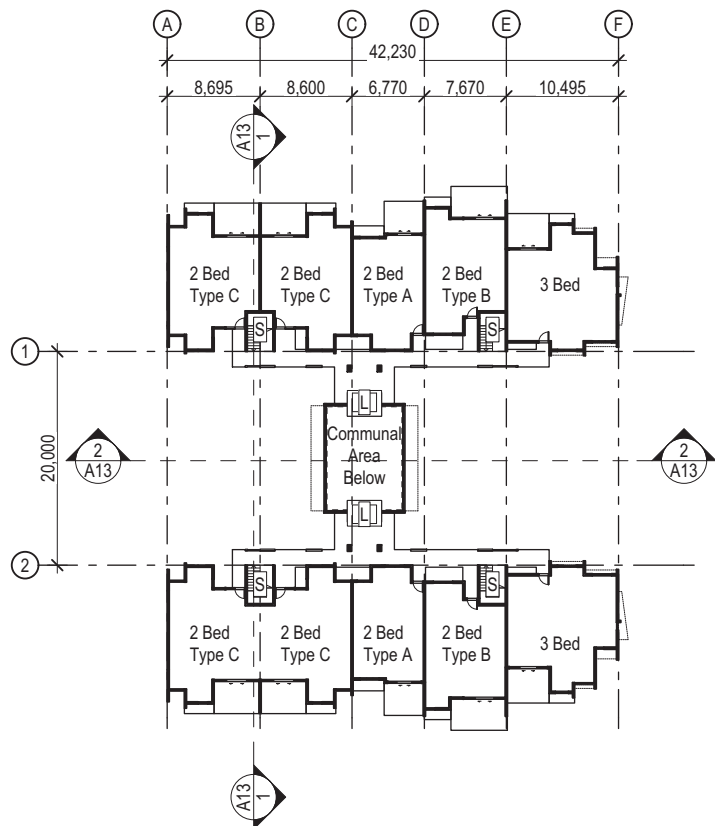 A B C D E F
42,230
8,695 8,600 6,770 7,670 10,495
A13
1
2 Bed
Type C
2 Bed
Type C
2 Bed
Type A
2 Bed
Type B
3 Bed
S
S
1
L
Communal
Area
Below
20,000
2
A13
2
A13
L
2
S
S
2 Bed
Type C
2 Bed
Type C
2 Bed
Type A
2 Bed
Type B
3 Bed
A13
1